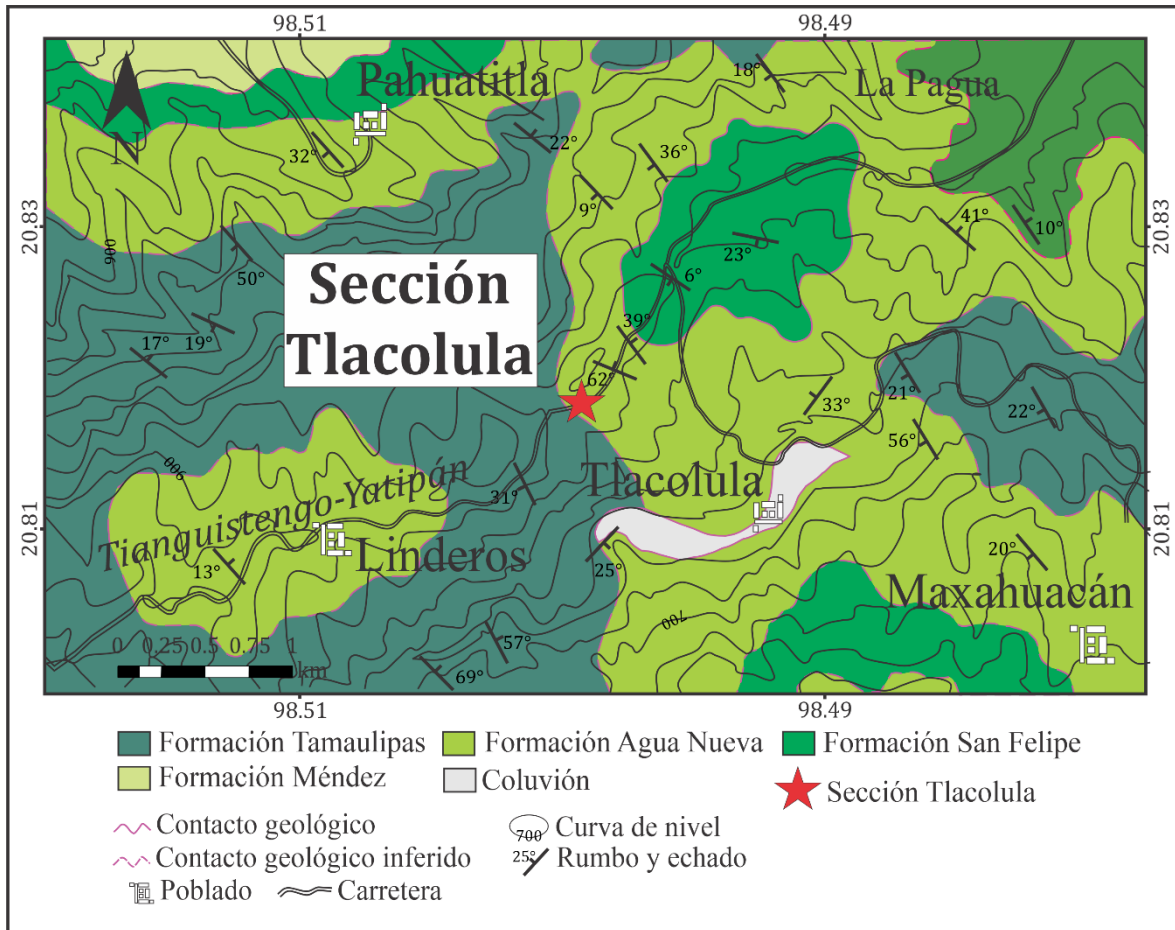 98.51 98.49
N
Pahuatitla
La Pagua
18°
32°
22°
36°
9°
41°
10°
20.83
20.83
900
50°
23°
6°
Sección
Tlacolula
17° 19°
39°
62°
33°
21°
22°
56°
900
Tianguistengo-Yatipán
31°
Tlacolula
20.81
20.81
Linderos
13°
25°
20°
Maxahuacán
700
57°
69°
0 0.25 0.5 0.75 1
km
98.51 98.49
Formación Tamaulipas Formación Agua Nueva Formación San Felipe
Formación Méndez Coluvión Sección Tlacolula
Contacto geológico 700 Curva de nivel
Contacto geológico inferido 25° Rumbo y echado
Poblado Carretera